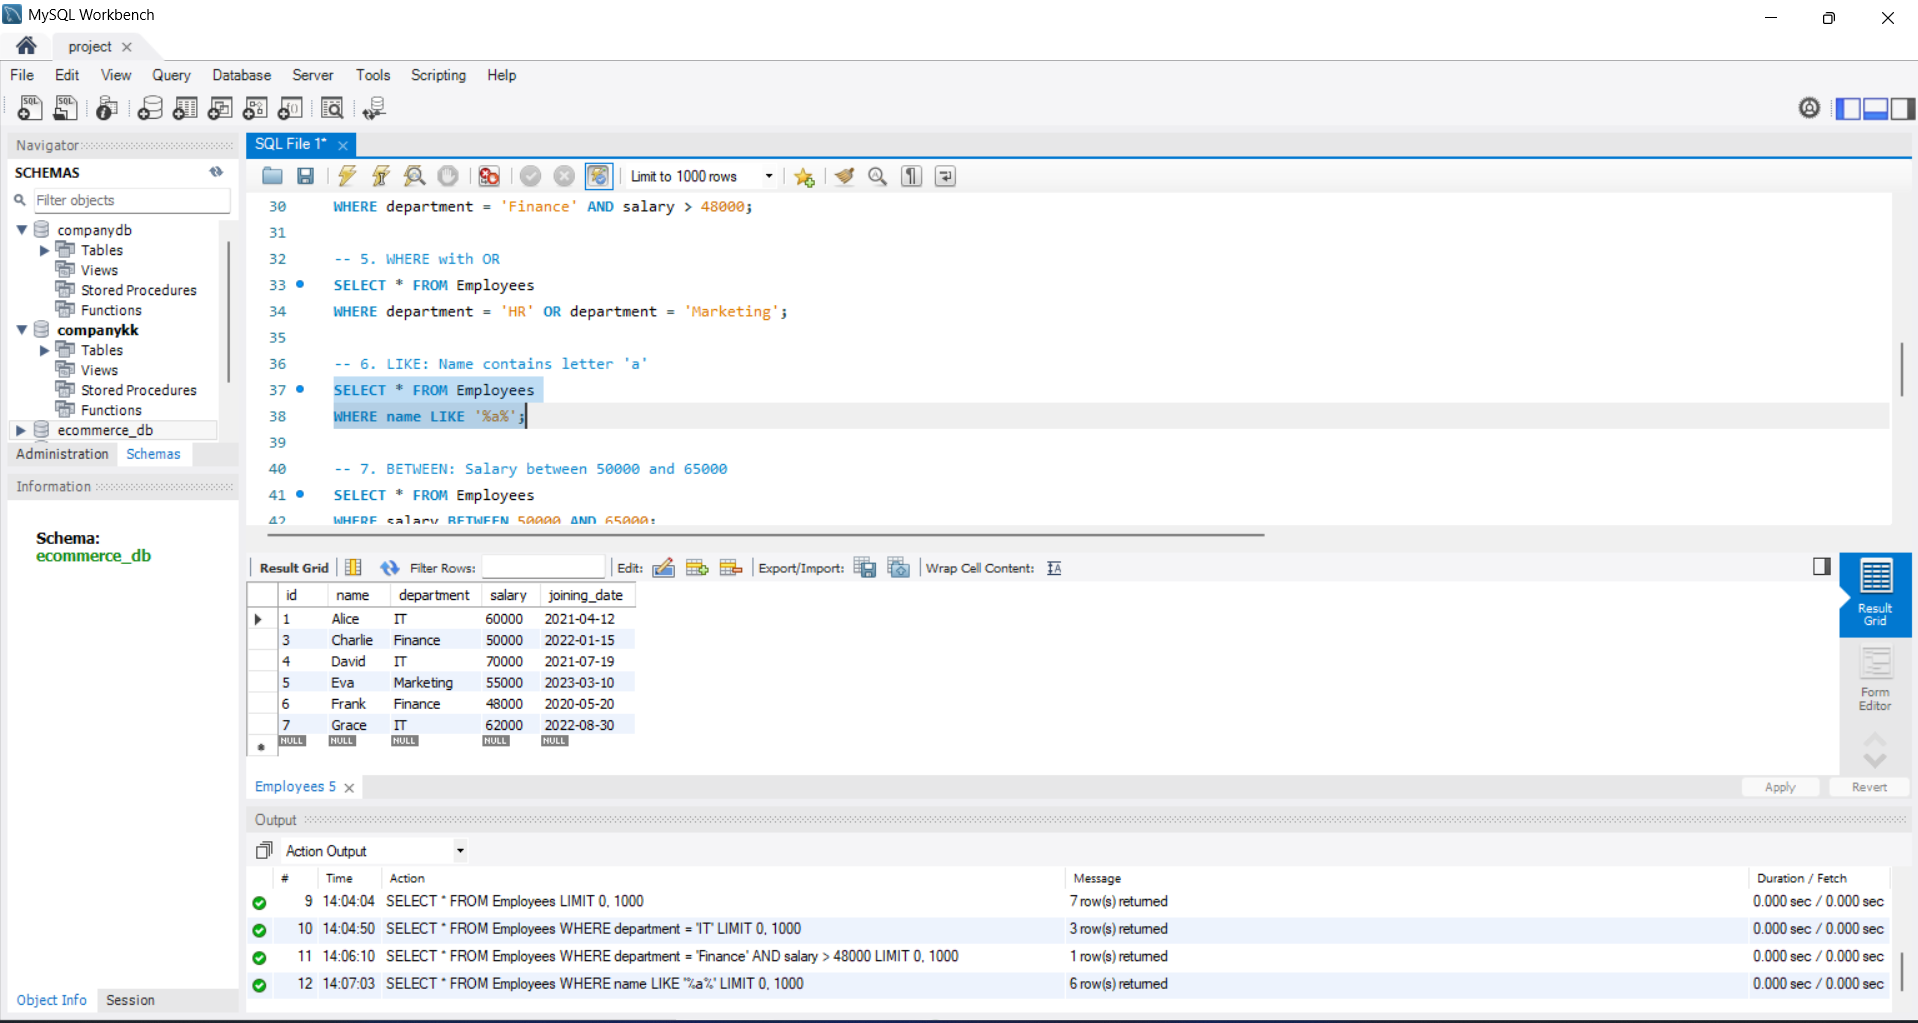 MySQL Workbench
project
File Edit View Query Database Server Tools Scripting Help
Navigator
SCHEMAS
Filter objects
companydb
Tables
Views
Stored Procedures
Functions
companykk
Tables
Views
Stored Procedures
Functions
ecommerce_db
Administration Schemas
Information
Schema:
ecommerce_db
Object Info Session
SQL File 1*
Limit to 1000 rows
30 WHERE department = 'Finance' AND salary > 48000;
31
32 -- 5. WHERE with OR
33 SELECT * FROM Employees
34 WHERE department = 'HR' OR department = 'Marketing';
35
36 -- 6. LIKE: Name contains letter 'a'
37 SELECT * FROM Employees
38 WHERE name LIKE '%a%';
39
40 -- 7. BETWEEN: Salary between 50000 and 65000
41 SELECT * FROM Employees
42 WHERE salary BETWEEN 50000 AND 65000;
Result Grid Filter Rows: Edit: Export/Import: Wrap Cell Content:
id name department salary joining_date
1 Alice IT 60000 2021-04-12
3 Charlie Finance 50000 2022-01-15
4 David IT 70000 2021-07-19
5 Eva Marketing 55000 2023-03-10
6 Frank Finance 48000 2020-05-20
7 Grace IT 62000 2022-08-30
NULL NULL NULL NULL NULL
Result
Grid
Form
Editor
Employees 5
Apply Revert
Output
Action Output
# Time Action Message Duration / Fetch
9 14:04:04 SELECT * FROM Employees LIMIT 0, 1000 7 row(s) returned 0.000 sec / 0.000 sec
10 14:04:50 SELECT * FROM Employees WHERE department = 'IT' LIMIT 0, 1000 3 row(s) returned 0.000 sec / 0.000 sec
11 14:06:10 SELECT * FROM Employees WHERE department = 'Finance' AND salary > 48000 LIMIT 0, 1000 1 row(s) returned 0.000 sec / 0.000 sec
12 14:07:03 SELECT * FROM Employees WHERE name LIKE '%a%' LIMIT 0, 1000 6 row(s) returned 0.000 sec / 0.000 sec